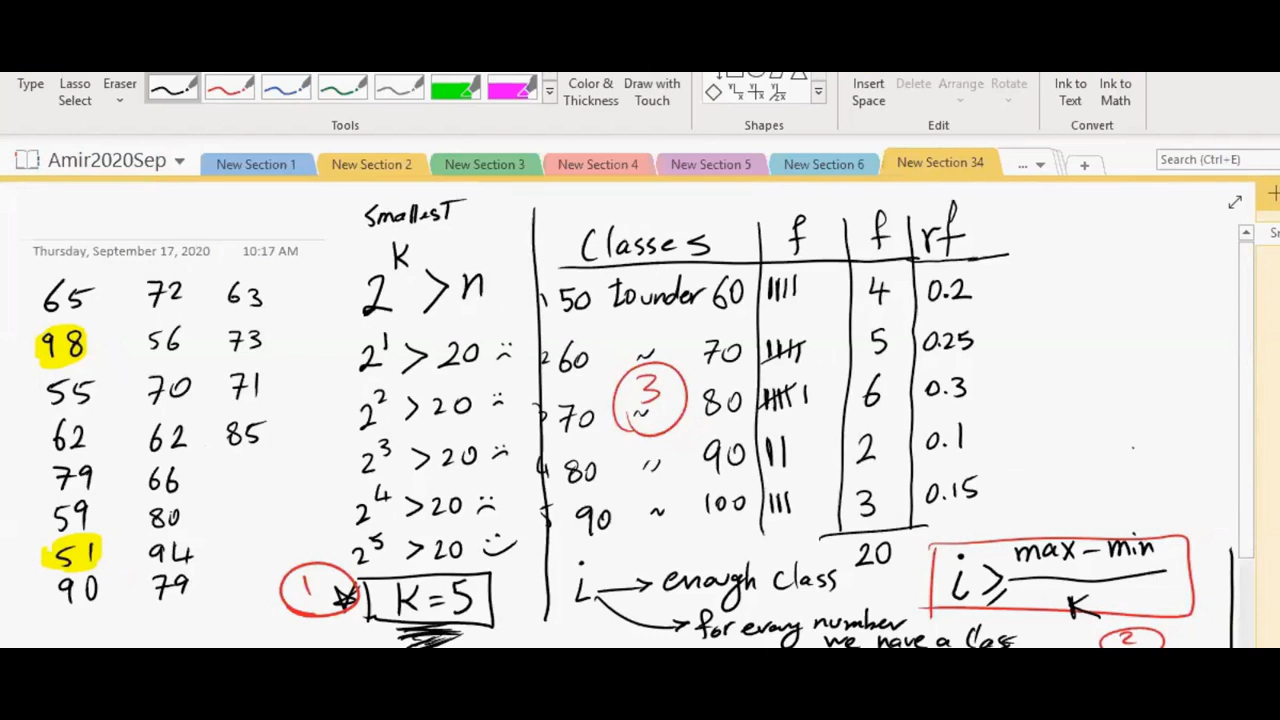 Type
Lasso Select
Eraser
Color & Thickness
Draw with Touch
Insert Space
Delete
Arrange
Rotate
Ink to Text
Ink to Math
Tools
Shapes
Edit
Convert
Amir2020Sep
New Section 1
New Section 2
New Section 3
New Section 4
New Section 5
New Section 6
New Section 34
...
+
Search (Ctrl+E)
Thursday, September 17, 2020 10:17 AM
65 72 63
98 56 73
55 70 71
62 62 85
79 66
59 80
51 94
90 79
smallest
2^K > n
2^1 > 20 :(
2^2 > 20 :(
2^3 > 20 :(
2^4 > 20 :(
2^5 > 20 :)
1 K = 5
Classes f f rf
1 50 to under 60 |||| 4 0.2
2 60 ~ 70 5 0.25
3 70 ~ 80 6 0.3
4 80 〃 90 || 2 0.1
5 90 ~ 100 ||| 3 0.15
3
20
i → enough class
→ for every number
we have a class
i ≥ (max - min) / K
2